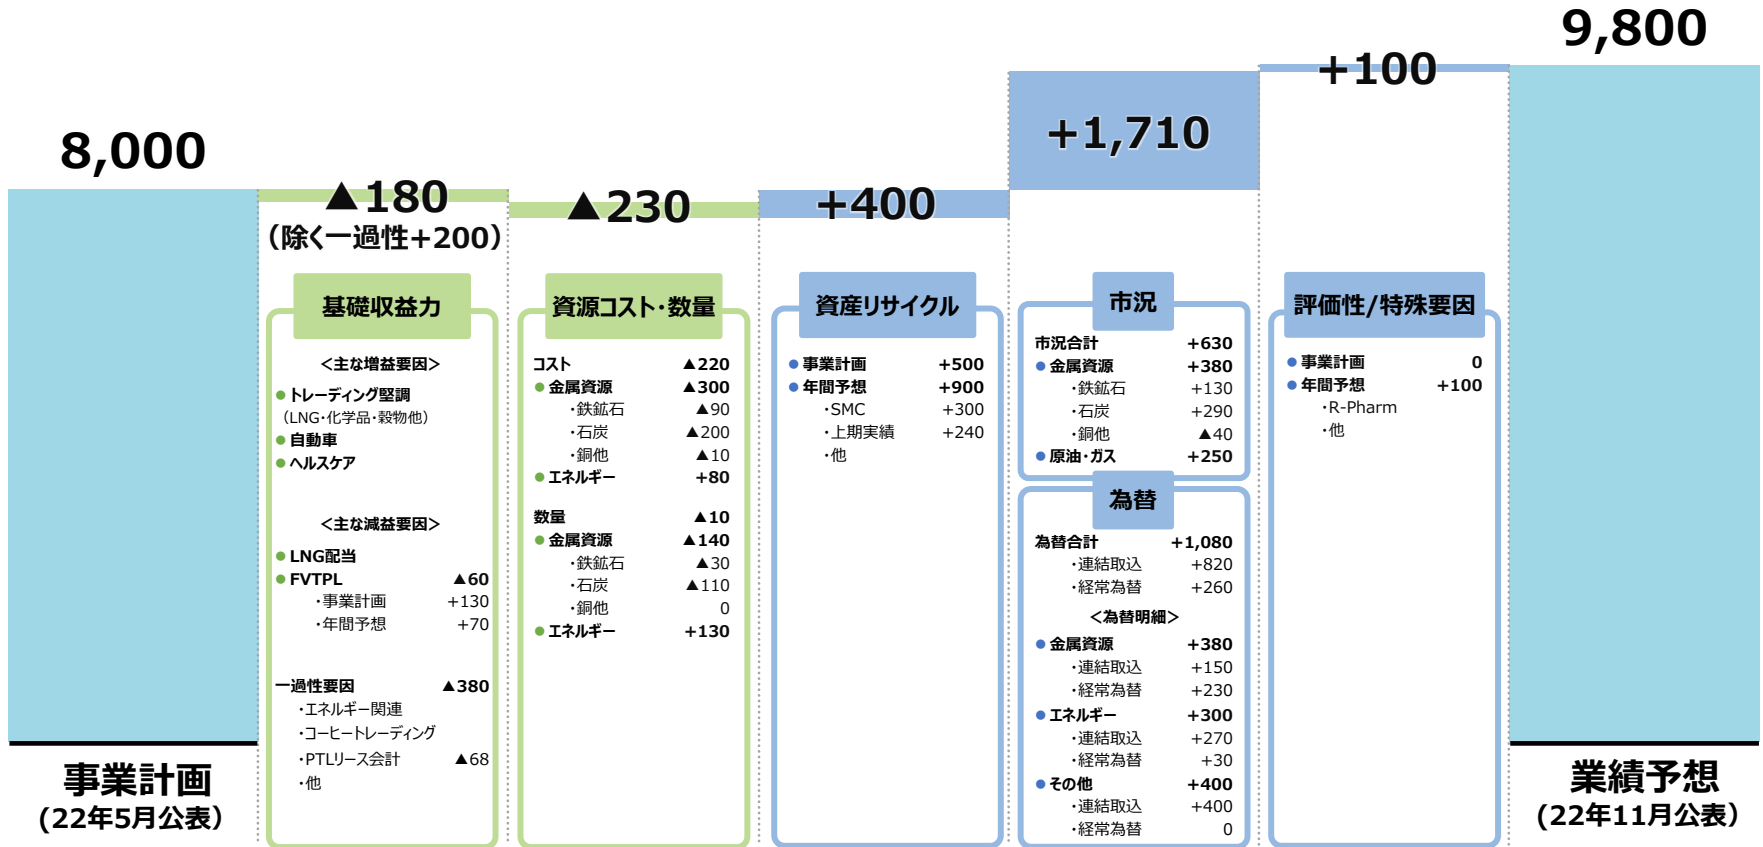 8,000
▲180
(除く一過性+200)
▲230
+400
+1,710
+100
9,800
基礎収益力
<主な増益要因>
● トレーディング堅調
(LNG・化学品・穀物他)
● 自動車
● ヘルスケア
<主な減益要因>
● LNG配当
● FVTPL ▲60
・事業計画 +130
・年間予想 +70
一過性要因 ▲380
・エネルギー関連
・コーヒートレーディング
・PTLリース会計 ▲68
・他
資源コスト・数量
コスト ▲220
● 金属資源 ▲300
・鉄鉱石 ▲90
・石炭 ▲200
・銅他 ▲10
● エネルギー +80
数量 ▲10
● 金属資源 ▲140
・鉄鉱石 ▲30
・石炭 ▲110
・銅他 0
● エネルギー +130
資産リサイクル
● 事業計画 +500
● 年間予想 +900
・SMC +300
・上期実績 +240
・他
市況
市況合計 +630
● 金属資源 +380
・鉄鉱石 +130
・石炭 +290
・銅他 ▲40
● 原油・ガス +250
為替
為替合計 +1,080
・連結取込 +820
・経常為替 +260
<為替明細>
● 金属資源 +380
・連結取込 +150
・経常為替 +230
● エネルギー +300
・連結取込 +270
・経常為替 +30
● その他 +400
・連結取込 +400
・経常為替 0
評価性/特殊要因
● 事業計画 0
● 年間予想 +100
・R-Pharm
・他
事業計画
(22年5月公表)
業績予想
(22年11月公表)